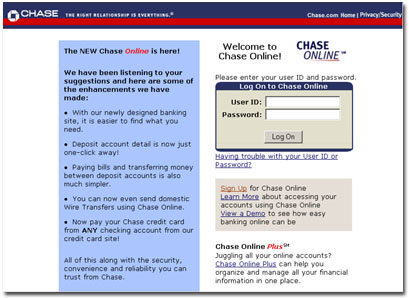 CHASE THE RIGHT RELATIONSHIP IS EVERYTHING.®
Chase.com Home | Privacy/Security
The NEW Chase Online is here!
We have been listening to your
suggestions and here are some of
the enhancements we have
made:
• With our newly designed banking
site, it is easier to find what you
need.
• Deposit account detail is now just
one-click away!
• Paying bills and transferring money
between deposit accounts is also
much simpler.
• You can now even send domestic
Wire Transfers using Chase Online.
• Now pay your Chase credit card
from ANY checking account from our
credit card site!
All of this along with the security,
convenience and reliability you can
trust from Chase.
Welcome to
Chase Online!
CHASE
ONLINE℠
Please enter your user ID and password.
Log On to Chase Online
User ID:
Password:
Log On
Having trouble with your User ID or
Password?
Sign Up for Chase Online
Learn More about accessing your
accounts using Chase Online
View a Demo to see how easy
banking online can be
Chase Online Plus℠
Juggling all your online accounts?
Chase Online Plus can help you
organize and manage all your financial
information in one place.